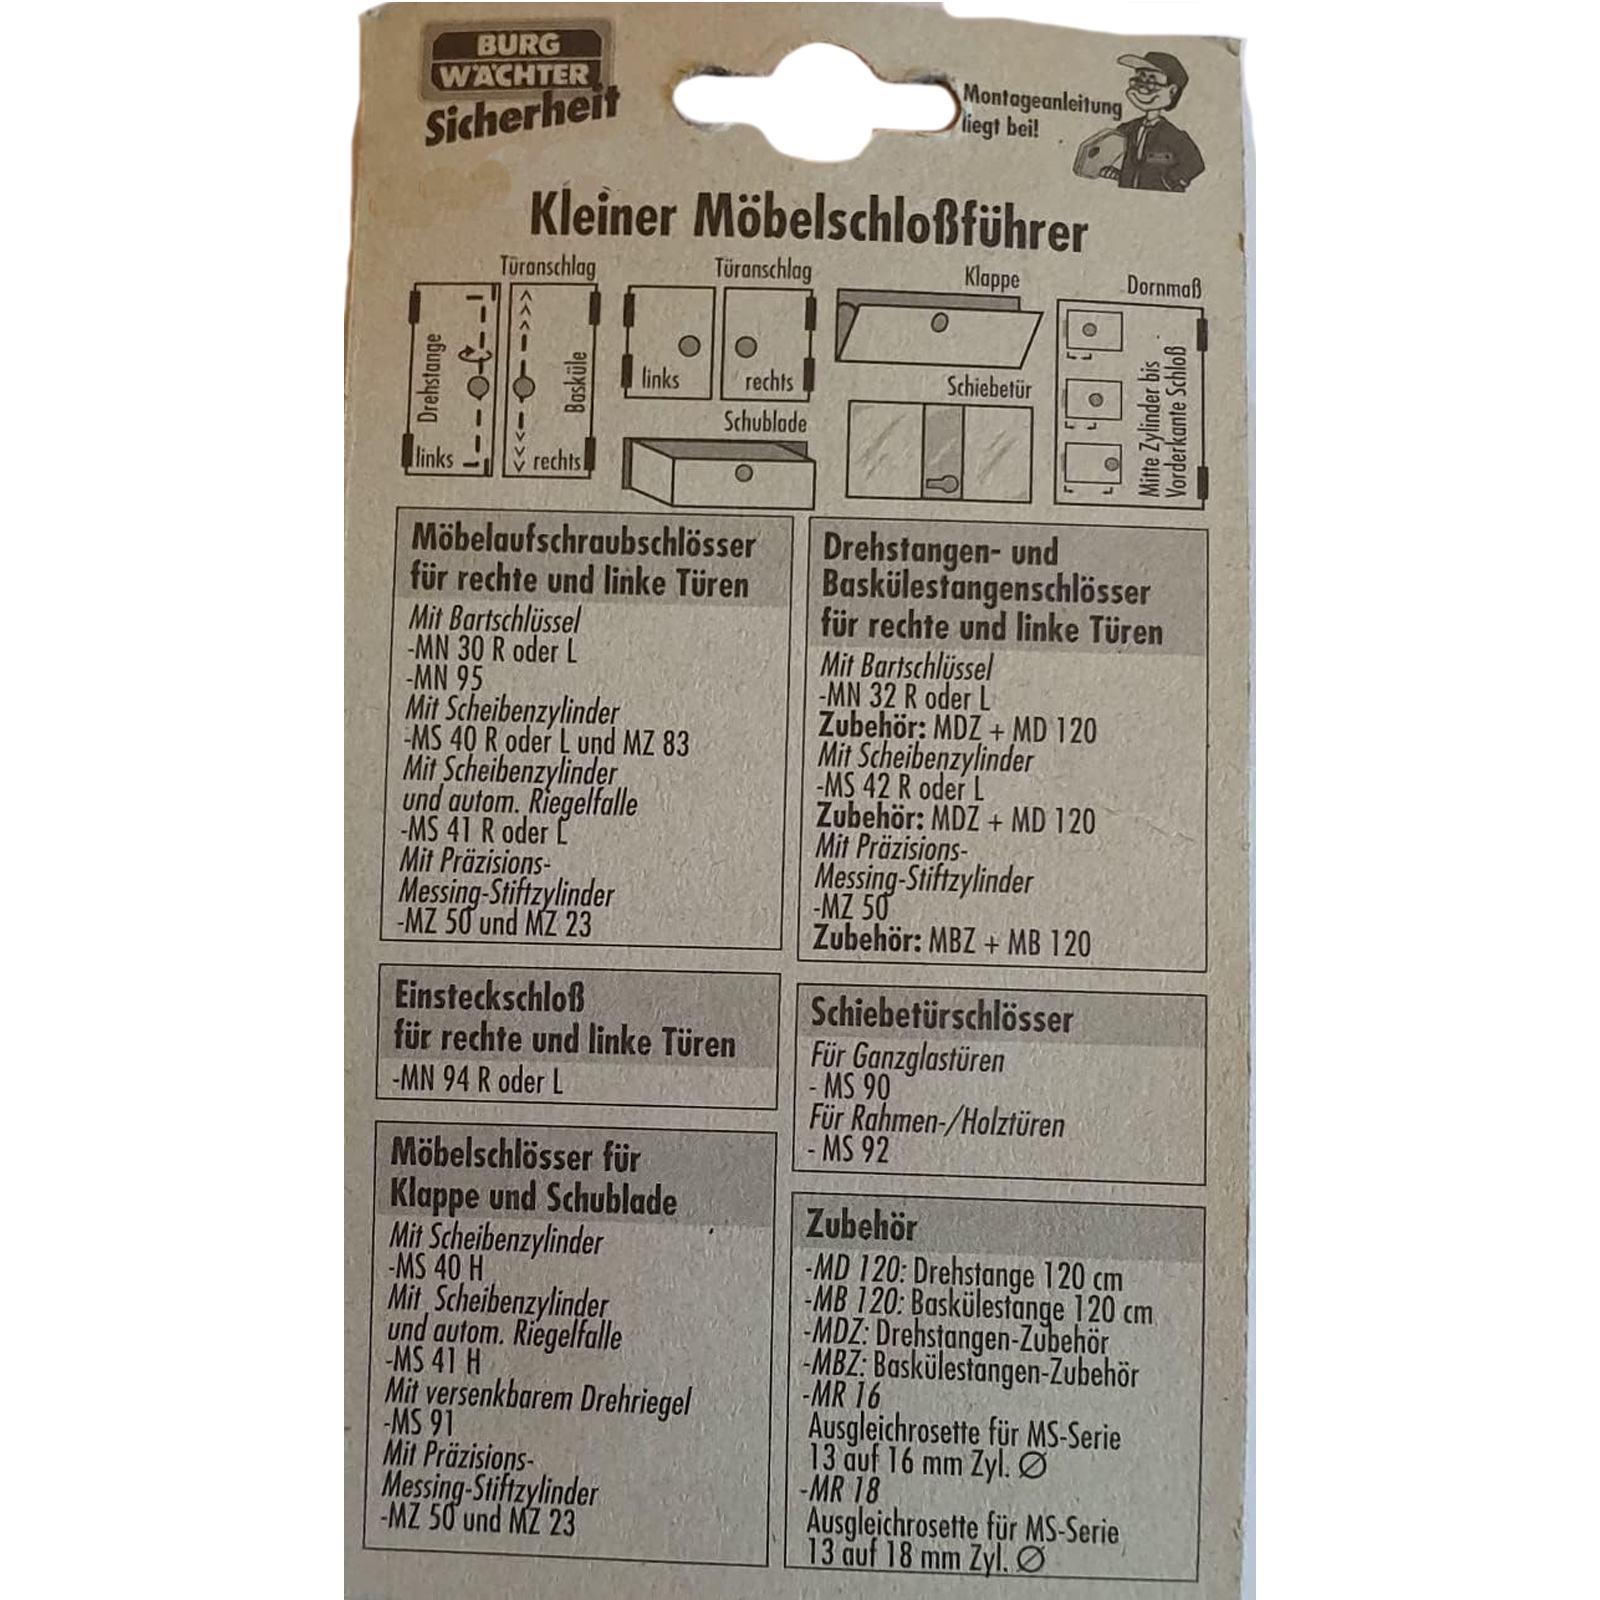 BURG
WÄCHTER
Sicherheit
Montageanleitung
liegt bei!
Kleiner Möbelschloßführer
Türanschlag
Drehstange
links
Basküle
rechts
Türanschlag
links
rechts
Schublade
Klappe
Schiebetür
Dornmaß
Mitte Zylinder bis
Vorderkante Schloß
Möbelaufschraubschlösser
für rechte und linke Türen
Mit Bartschlüssel
-MN 30 R oder L
-MN 95
Mit Scheibenzylinder
-MS 40 R oder L und MZ 83
Mit Scheibenzylinder
und autom. Riegelfalle
-MS 41 R oder L
Mit Präzisions-
Messing-Stiftzylinder
-MZ 50 und MZ 23
Einsteckschloß
für rechte und linke Türen
-MN 94 R oder L
Möbelschlösser für
Klappe und Schublade
Mit Scheibenzylinder
-MS 40 H
Mit Scheibenzylinder
und autom. Riegelfalle
-MS 41 H
Mit versenkbarem Drehriegel
-MS 91
Mit Präzisions-
Messing-Stiftzylinder
-MZ 50 und MZ 23
Drehstangen- und
Baskülestangenschlösser
für rechte und linke Türen
Mit Bartschlüssel
-MN 32 R oder L
Zubehör: MDZ + MD 120
Mit Scheibenzylinder
-MS 42 R oder L
Zubehör: MDZ + MD 120
Mit Präzisions-
Messing-Stiftzylinder
-MZ 50
Zubehör: MBZ + MB 120
Schiebetürschlösser
Für Ganzglastüren
- MS 90
Für Rahmen-/Holztüren
- MS 92
Zubehör
-MD 120: Drehstange 120 cm
-MB 120: Baskülestange 120 cm
-MDZ: Drehstangen-Zubehör
-MBZ: Baskülestangen-Zubehör
-MR 16
Ausgleichrosette für MS-Serie
13 auf 16 mm Zyl. Ø
-MR 18
Ausgleichrosette für MS-Serie
13 auf 18 mm Zyl. Ø